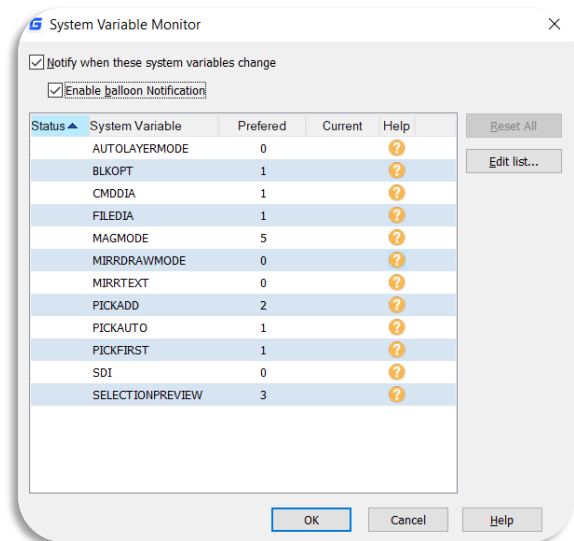 G System Variable Monitor
Notify when these system variables change
Enable balloon Notification
Status System Variable Prefered Current Help
AUTOLAYERMODE 0 ?
BLKOPT 1 ?
CMDDIA 1 ?
FILEDIA 1 ?
MAGMODE 5 ?
MIRRDRAWMODE 0 ?
MIRRTEXT 0 ?
PICKADD 2 ?
PICKAUTO 1 ?
PICKFIRST 1 ?
SDI 0 ?
SELECTIONPREVIEW 3 ?
Reset All
Edit list...
OK Cancel Help